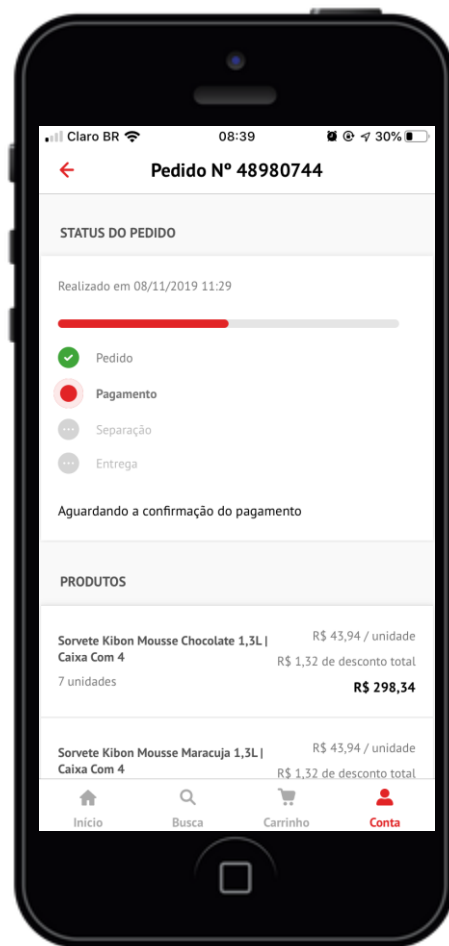 Claro BR 08:39 30%
Pedido Nº 48980744
STATUS DO PEDIDO
Realizado em 08/11/2019 11:29
Pedido
Pagamento
Separação
Entrega
Aguardando a confirmação do pagamento
PRODUTOS
Sorvete Kibon Mousse Chocolate 1,3L |
Caixa Com 4
7 unidades
R$ 43,94 / unidade
R$ 1,32 de desconto total
R$ 298,34
Sorvete Kibon Mousse Maracuja 1,3L |
Caixa Com 4
R$ 43,94 / unidade
R$ 1,32 de desconto total
Início Busca Carrinho Conta